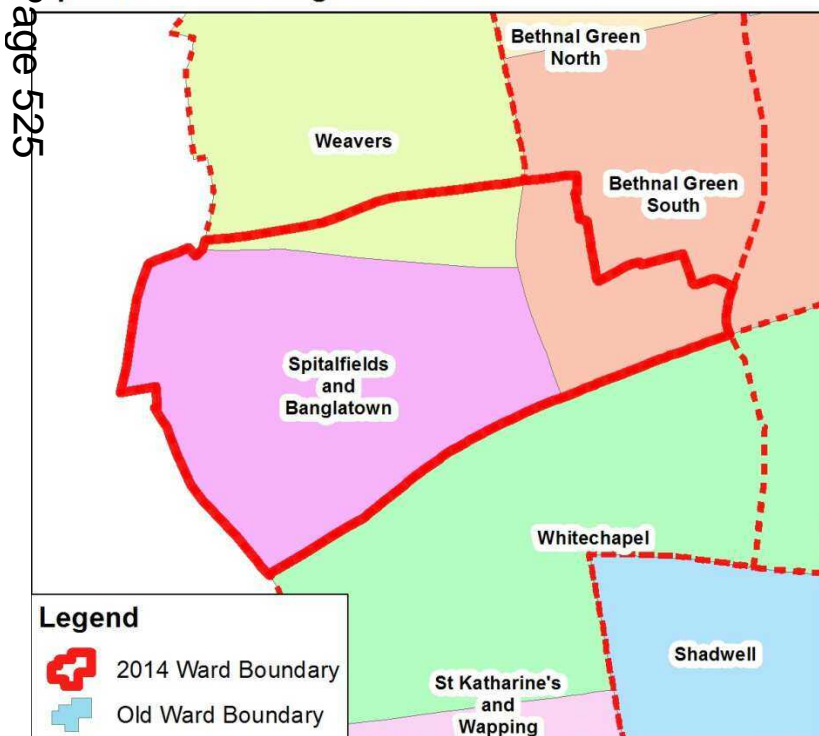 age 525
Bethnal Green
North
Weavers
Bethnal Green
South
Spitalfields
and
Banglatown
Whitechapel
Shadwell
St Katharine's
and
Wapping
Legend
2014 Ward Boundary
Old Ward Boundary